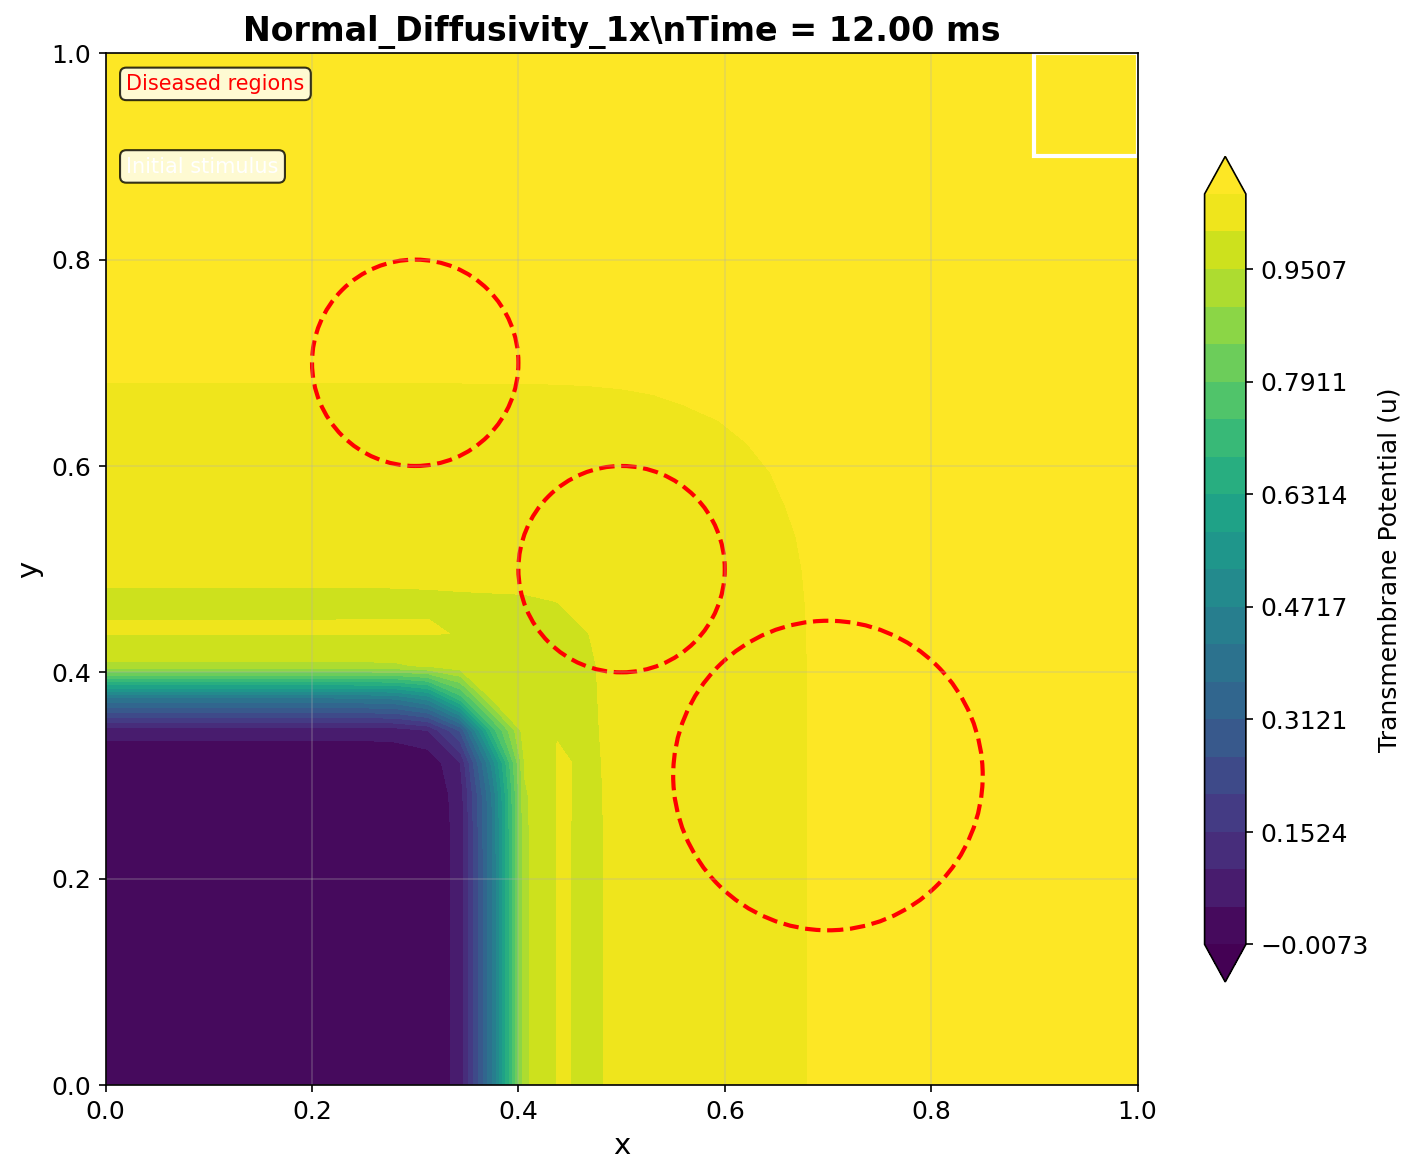 Normal_Diffusivity_1x\nTime = 12.00 ms
Diseased regions
Initial stimulus
1.0
0.8
0.6
0.4
0.2
0.0
y
0.0 0.2 0.4 0.6 0.8 1.0
x
0.9507
0.7911
0.6314
0.4717
0.3121
0.1524
−0.0073
Transmembrane Potential (u)